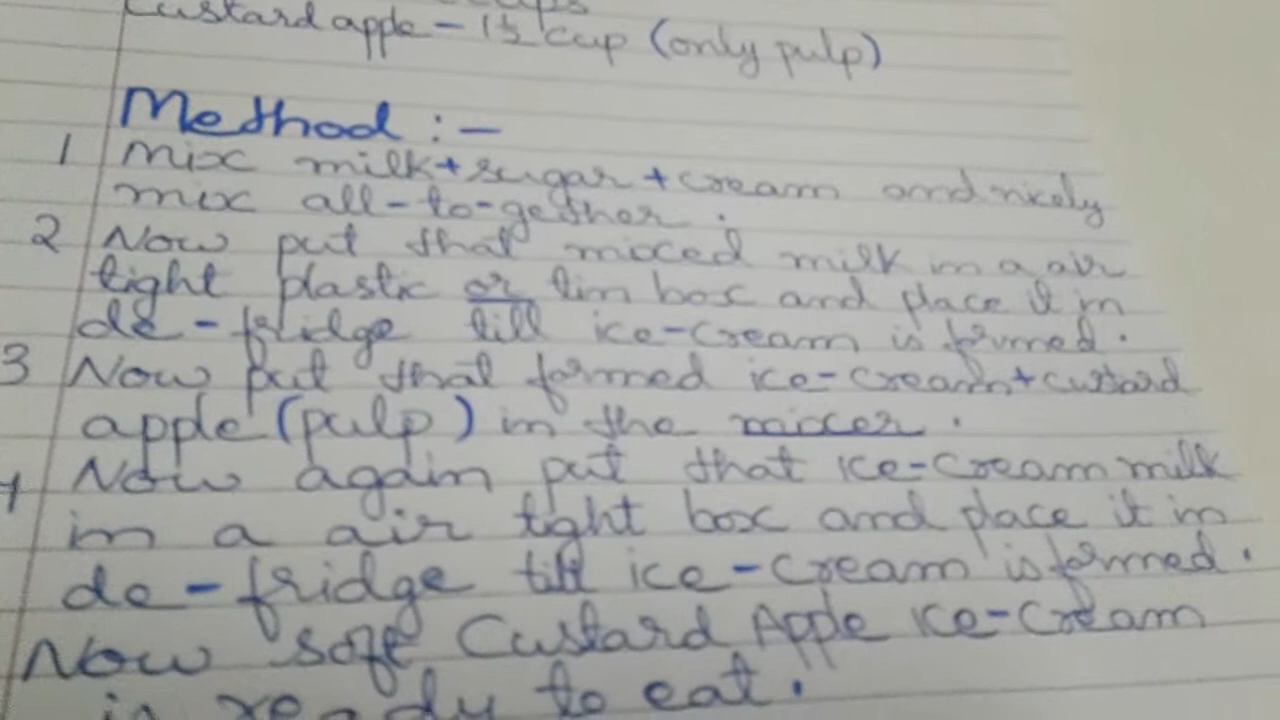 Custard apple - 1½ cup (only pulp)
Method :-
1 Mix milk+sugar+cream and nicely
mix all-to-gether.
2 Now put that mixed milk in a air
tight plastic or tin box and place it in
de-fridge till ice-cream is formed.
3 Now put that formed ice-cream+custard
apple (pulp) in the mixer.
4 Now again put that ice-cream milk
in a air tight box and place it in
de-fridge till ice-cream is formed.
Now soft Custard Apple ice-cream
is ready to eat.